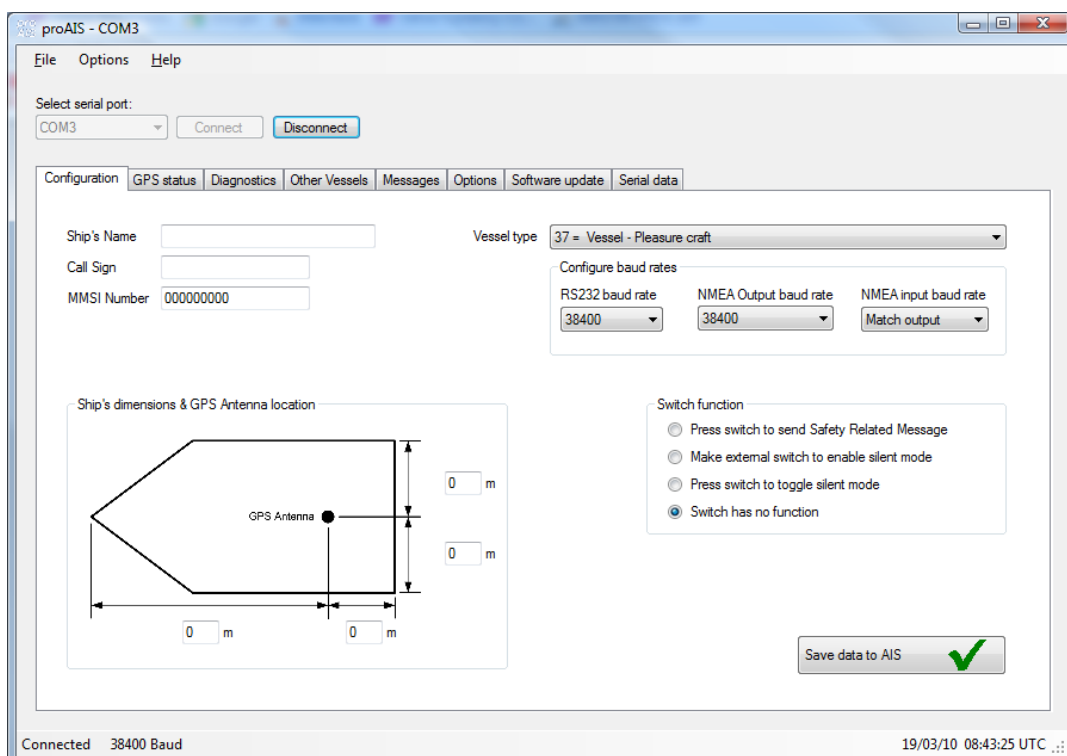 proAIS - COM3
File Options Help
Select serial port:
COM3 Connect Disconnect
Configuration GPS status Diagnostics Other Vessels Messages Options Software update Serial data
Ship's Name
Vessel type 37 = Vessel - Pleasure craft
Call Sign
MMSI Number 000000000
Configure baud rates
RS232 baud rate NMEA Output baud rate NMEA input baud rate
38400 38400 Match output
Ship's dimensions & GPS Antenna location
GPS Antenna
0 m
0 m
0 m 0 m
Switch function
Press switch to send Safety Related Message
Make external switch to enable silent mode
Press switch to toggle silent mode
Switch has no function
Save data to AIS
Connected 38400 Baud 19/03/10 08:43:25 UTC